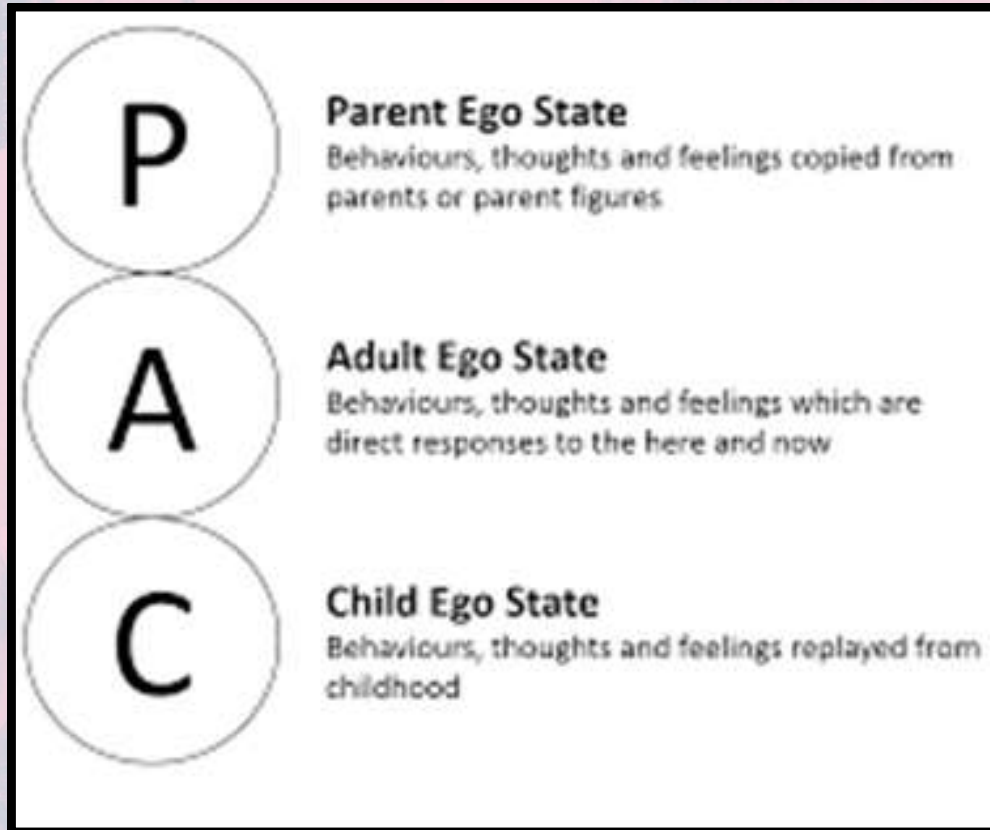 P
Parent Ego State
Behaviours, thoughts and feelings copied from
parents or parent figures
A
Adult Ego State
Behaviours, thoughts and feelings which are
direct responses to the here and now
C
Child Ego State
Behaviours, thoughts and feelings replayed from
childhood